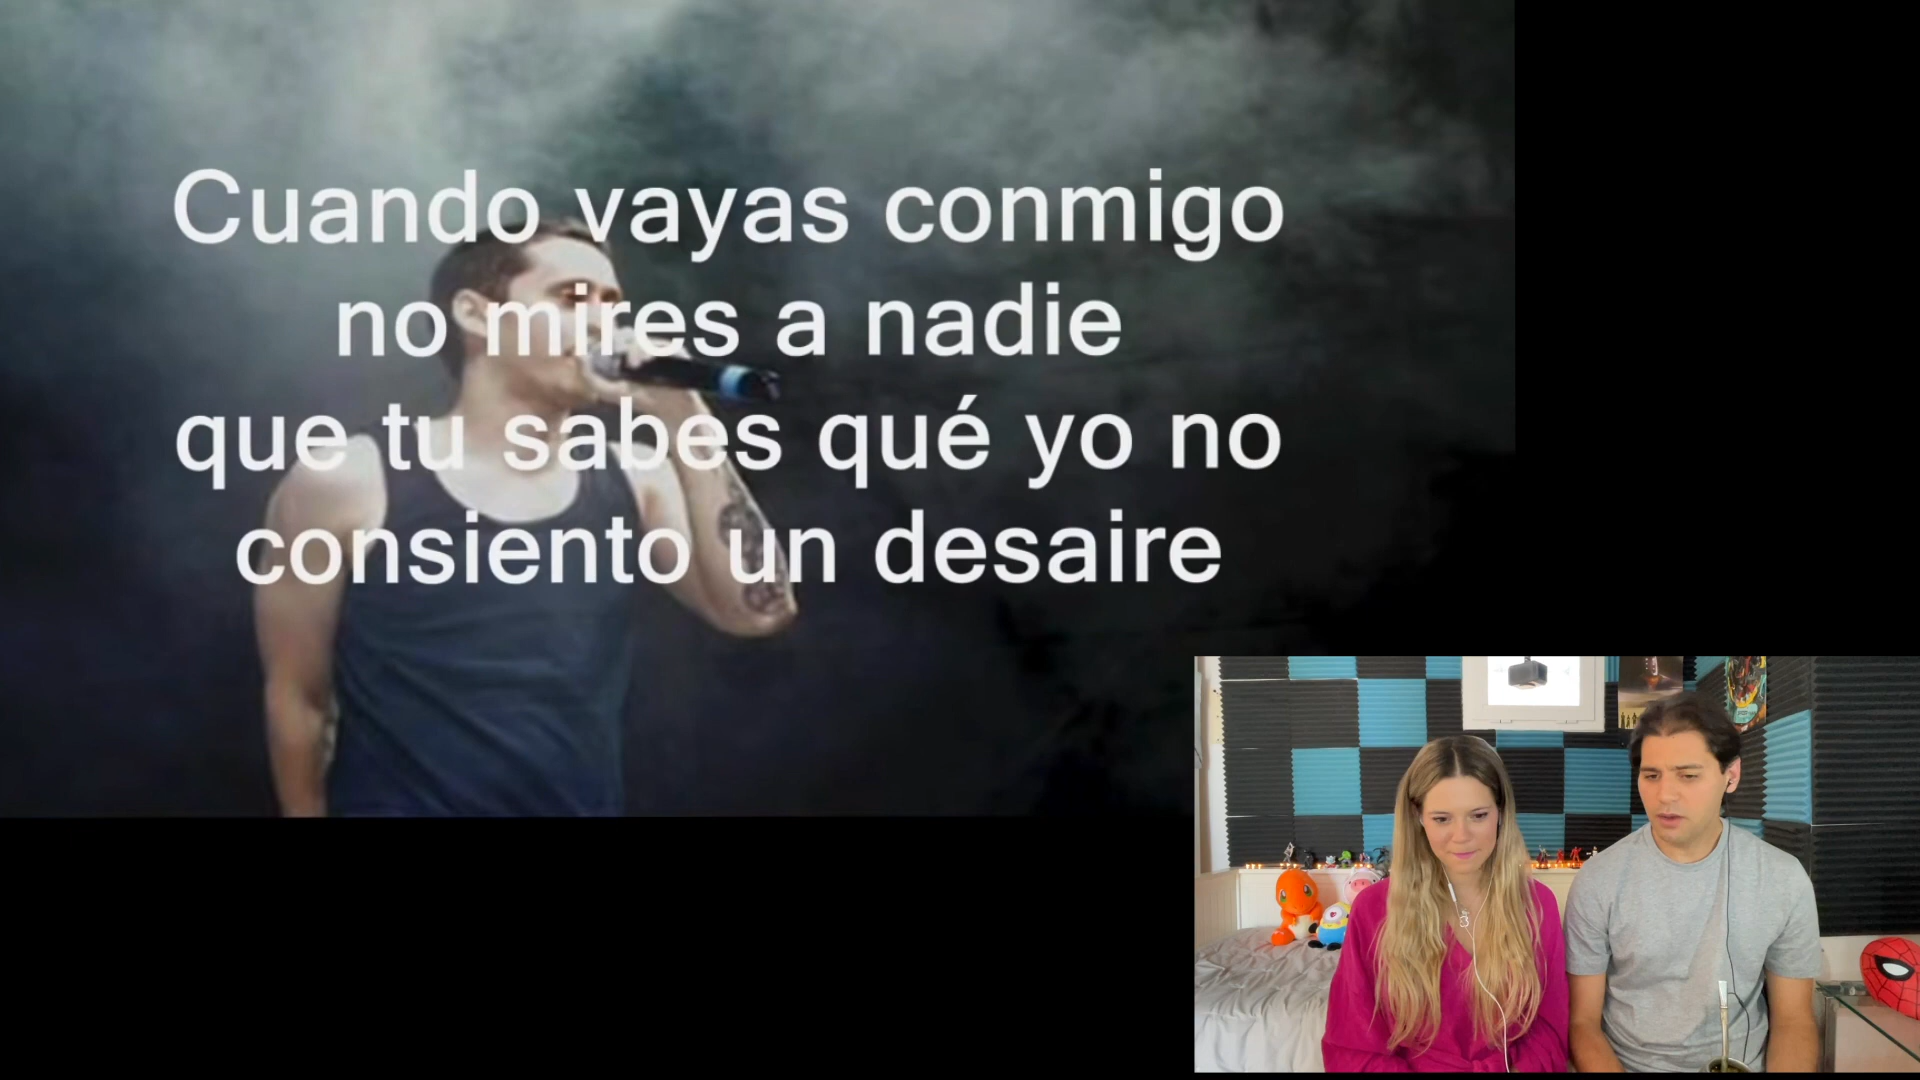 Cuando vayas conmigo
no mires a nadie
que tu sabes qué yo no
consiento un desaire